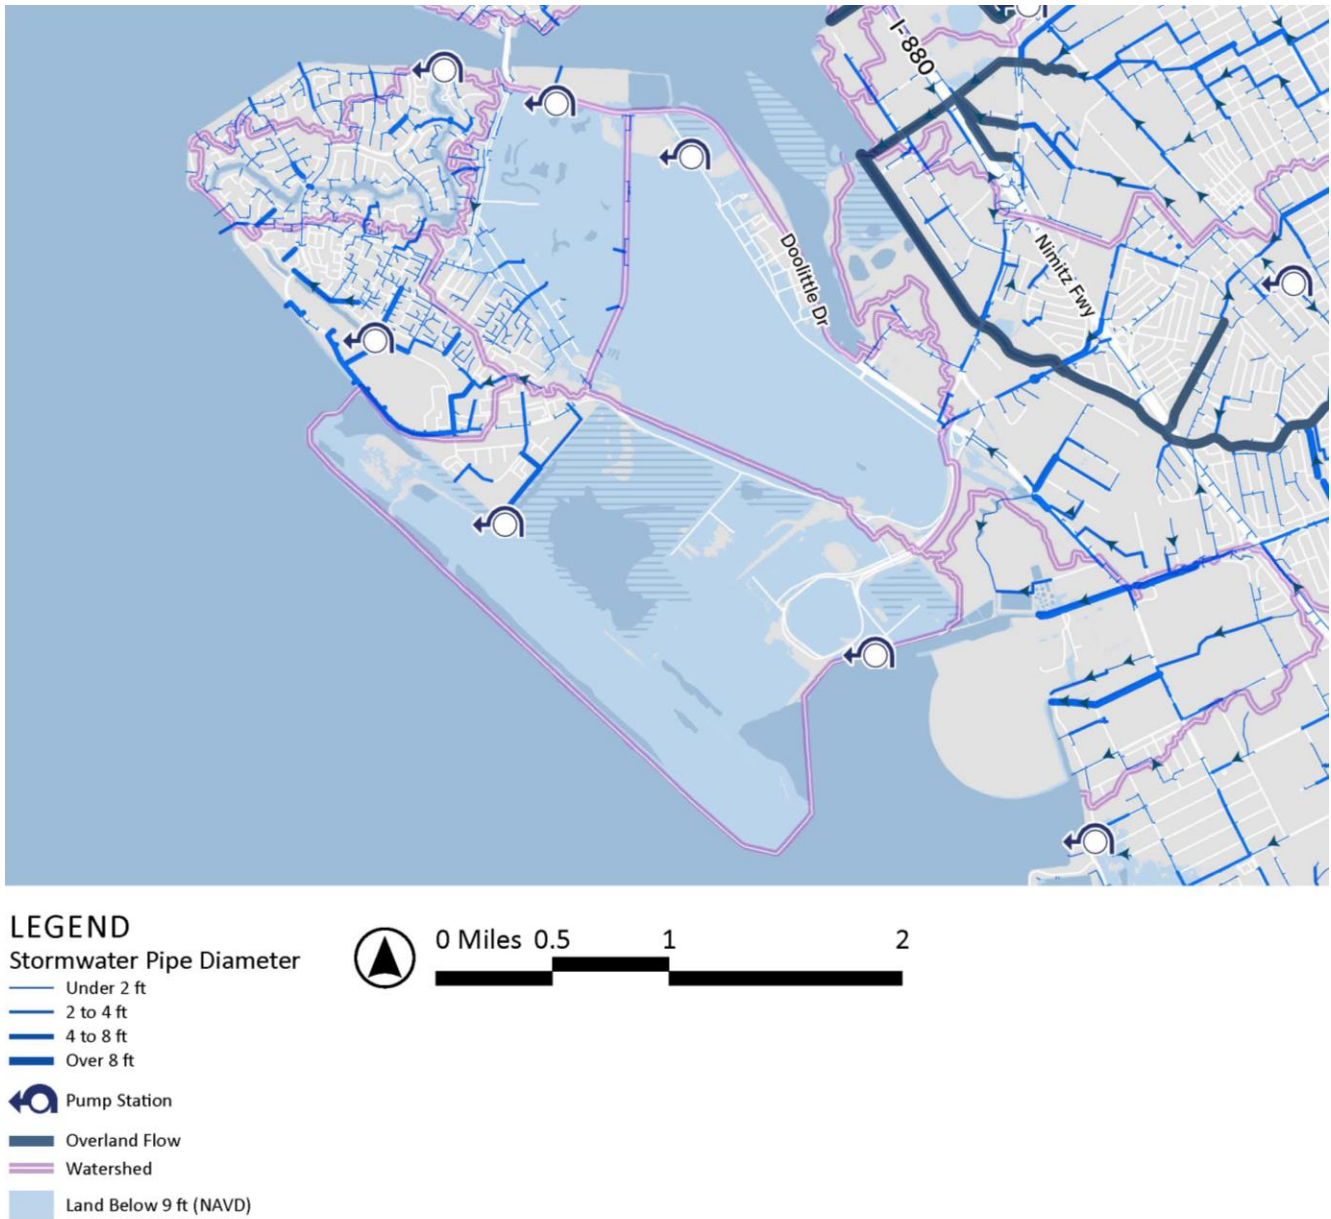 I-880
Nimitz Fwy
Doolittle Dr
LEGEND
Stormwater Pipe Diameter
Under 2 ft
2 to 4 ft
4 to 8 ft
Over 8 ft
Pump Station
Overland Flow
Watershed
Land Below 9 ft (NAVD)
0 Miles 0.5 1 2